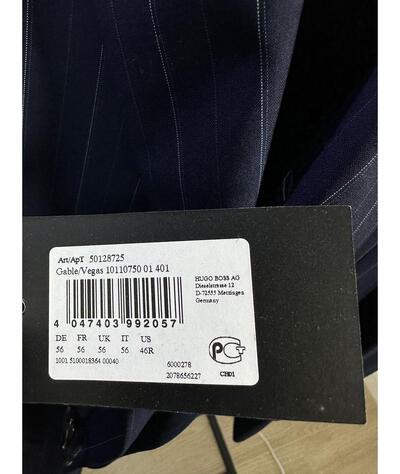 Art/АрТ 50128725
Gable/Vegas 10110750 01 401
HUGO BOSS AG
Dieselstrasse 12
D-72555 Metzingen
Germany
4 047403 992057
DE FR UK IT US
56 56 56 56 46R
1001 5100018364 00040
6000278
2078656227
РСТ
CH01